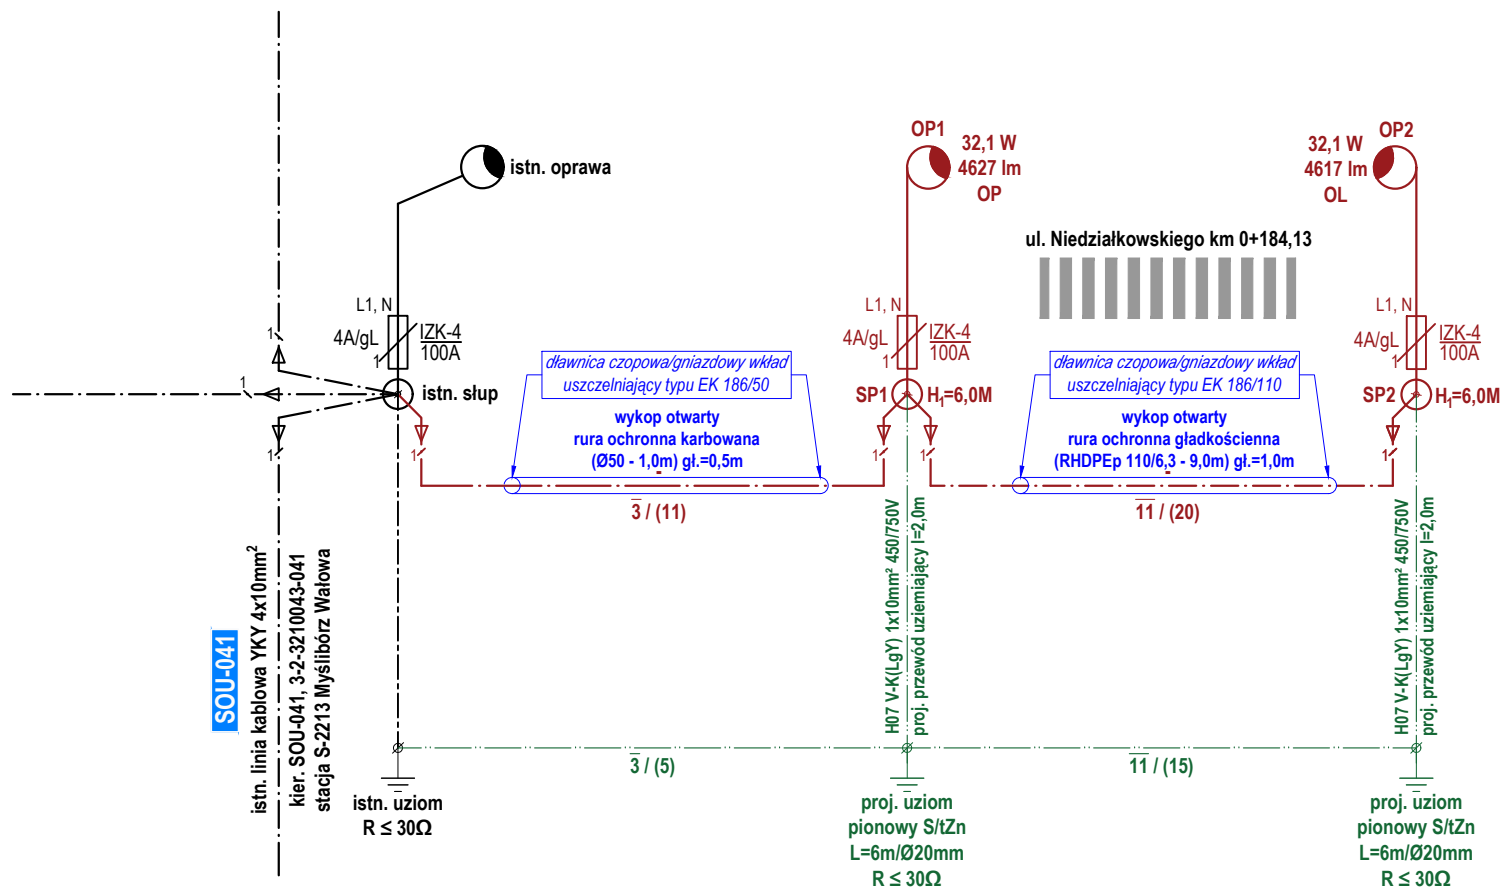 OP1
32,1 W
4627 lm
OP
OP2
32,1 W
4617 lm
OL
istn. oprawa
ul. Niedziałkowskiego km 0+184,13
L1, N
4A/gL
1
IZK-4
100A
L1, N
4A/gL
1
IZK-4
100A
L1, N
4A/gL
1
IZK-4
100A
1
1
1
istn. słup
1
dławnica czopowa/gniazdowy wkład
uszczelniający typu EK 186/50
wykop otwarty
rura ochronna karbowana
(Ø50 - 1,0m) gł.=0,5m
3 / (11)
SP1
H₁=6,0M
1
1
dławnica czopowa/gniazdowy wkład
uszczelniający typu EK 186/110
wykop otwarty
rura ochronna gładkościenna
(RHDPEp 110/6,3 - 9,0m) gł.=1,0m
11 / (20)
SP2
H₁=6,0M
1
SOU-041
istn. linia kablowa YKY 4x10mm²
kier. SOU-041, 3-2-3210043-041
stacja S-2213 Myślibórz Wałowa
H07 V-K(LgY) 1x10mm² 450/750V
proj. przewód uziemiający l=2,0m
H07 V-K(LgY) 1x10mm² 450/750V
proj. przewód uziemiający l=2,0m
3 / (5)
11 / (15)
istn. uziom
R ≤ 30Ω
proj. uziom
pionowy S/tZn
L=6m/Ø20mm
R ≤ 30Ω
proj. uziom
pionowy S/tZn
L=6m/Ø20mm
R ≤ 30Ω